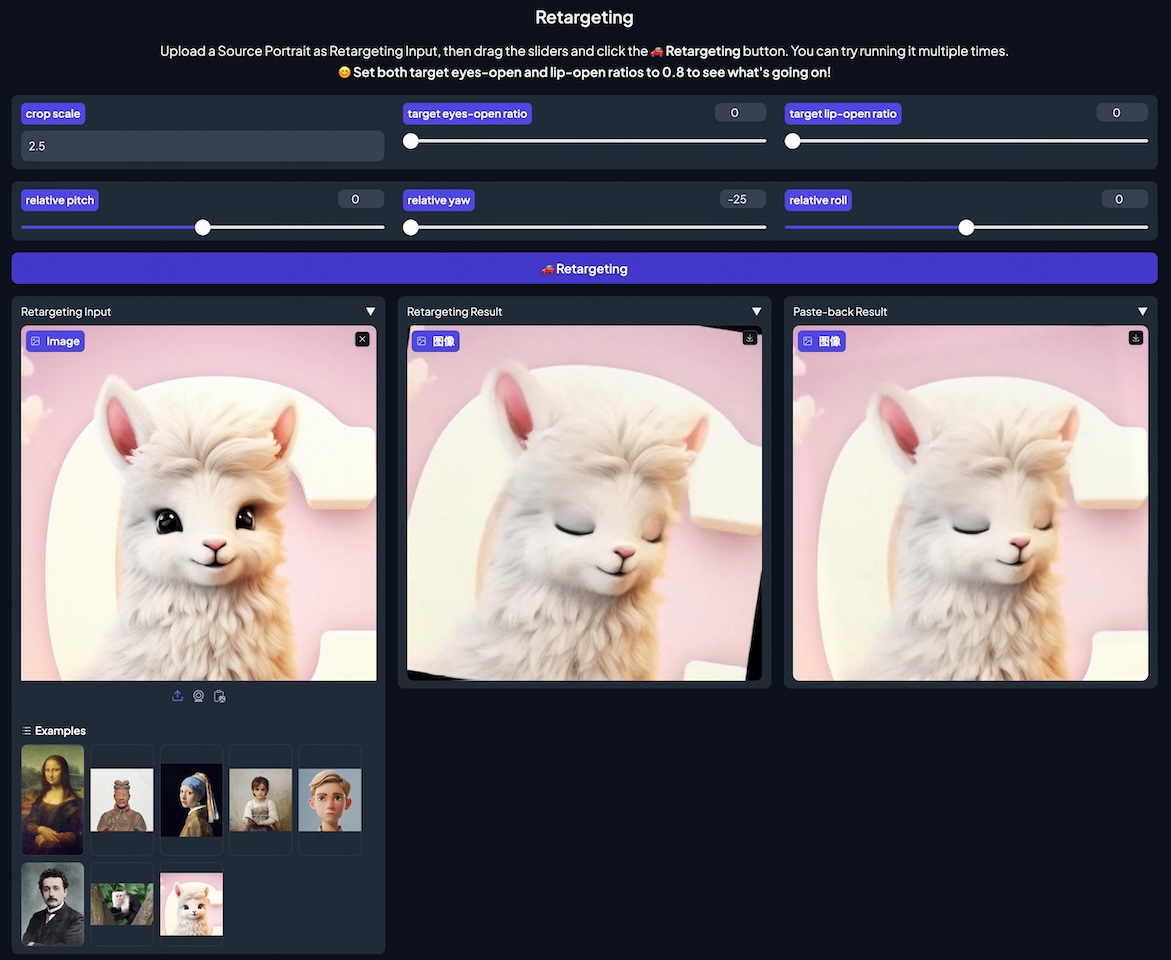 Retargeting
Upload a Source Portrait as Retargeting Input, then drag the sliders and click the 🚗 Retargeting button. You can try running it multiple times.
😊 Set both target eyes-open and lip-open ratios to 0.8 to see what's going on!
crop scale
2.5
target eyes-open ratio
0
target lip-open ratio
0
relative pitch
0
relative yaw
-25
relative roll
0
🚗 Retargeting
Retargeting Input
Image
Retargeting Result
图像
Paste-back Result
图像
Examples